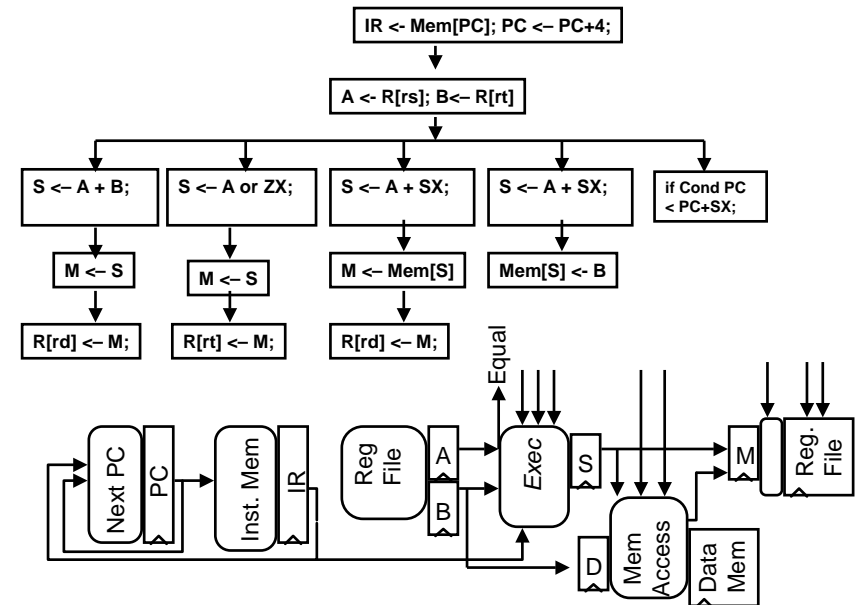 IR <- Mem[PC]; PC <– PC+4;
A <- R[rs]; B<– R[rt]
S <– A + B;
S <– A or ZX;
S <– A + SX;
S <– A + SX;
if Cond PC
< PC+SX;
M <– S
M <– S
M <– Mem[S]
Mem[S] <- B
R[rd] <– M;
R[rt] <– M;
R[rd] <– M;
Equal
Next PC
PC
Inst. Mem
IR
Reg
File
A
B
Exec
S
D
Mem
Access
Data
Mem
M
Reg.
File